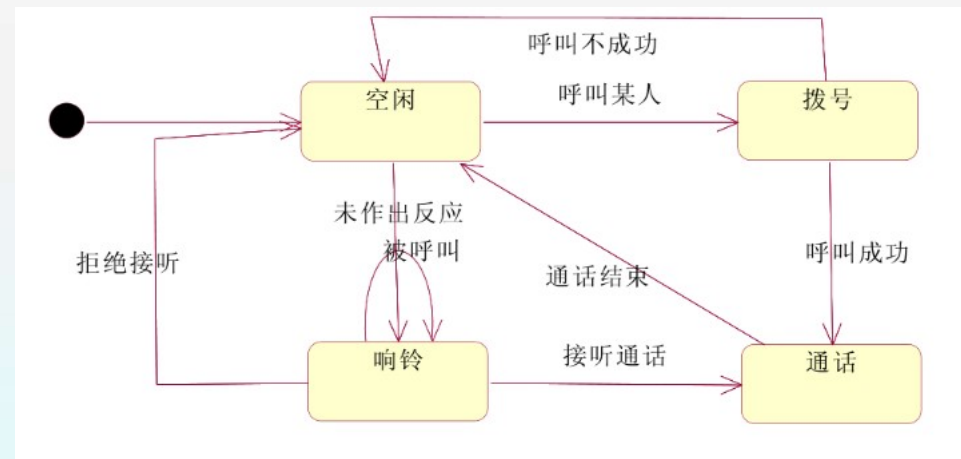 呼叫不成功
空闲
呼叫某人
拨号
未作出反应
被呼叫
拒绝接听
通话结束
呼叫成功
响铃
接听通话
通话